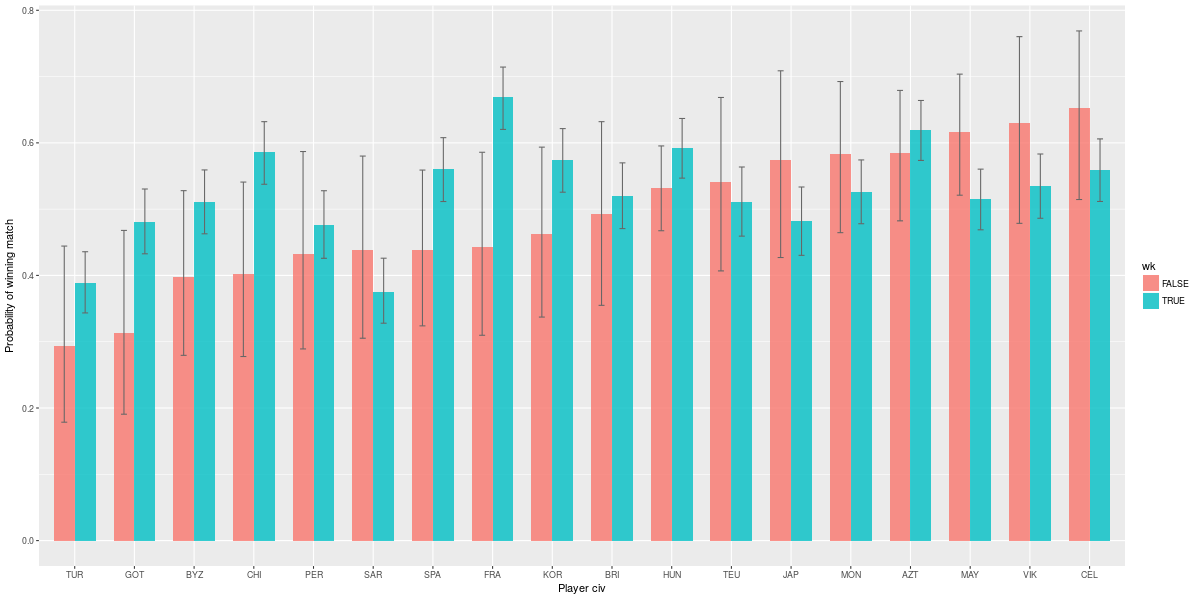 0.8
0.6
0.4
0.2
0.0
Probability of winning match
TUR GOT BYZ CHI PER SAR SPA FRA KOR BRI HUN TEU JAP MON AZT MAY VIK CEL
Player civ
wk
FALSE
TRUE